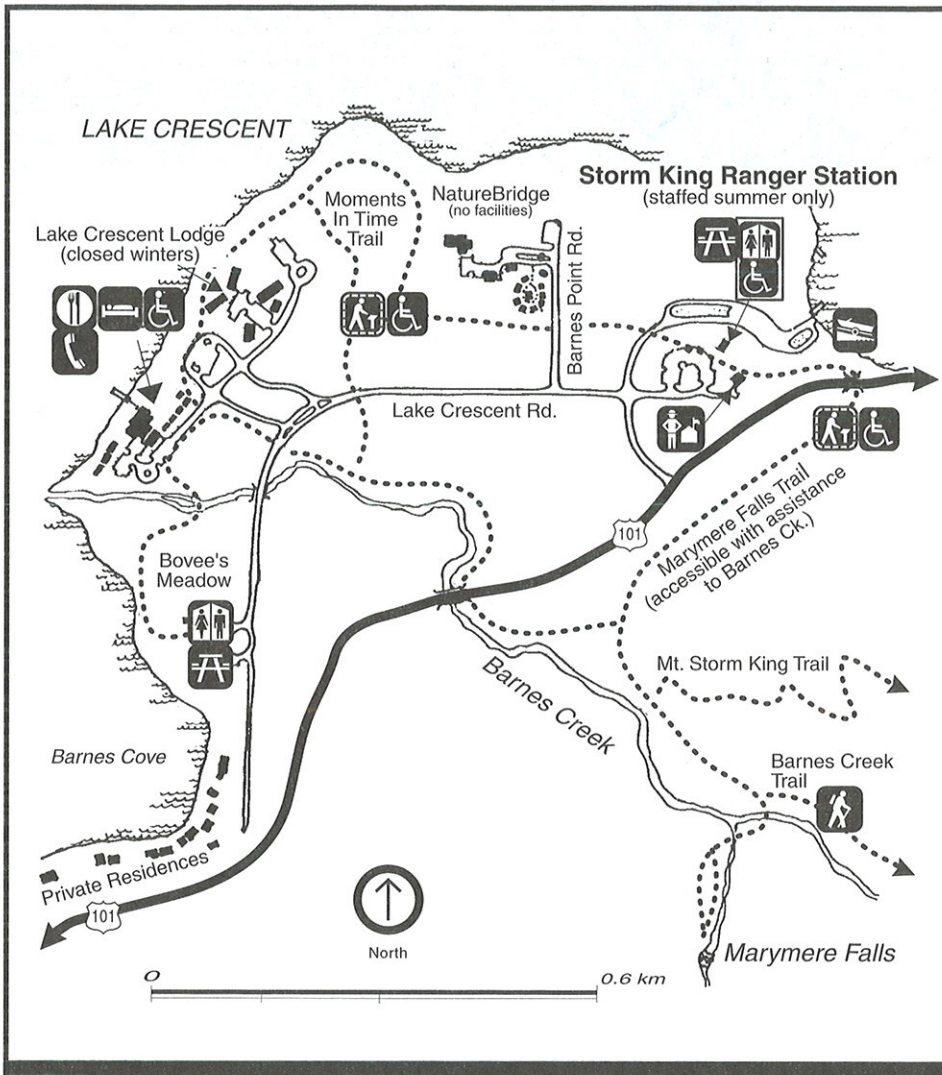 LAKE CRESCENT
Moments
In Time
Trail
NatureBridge
(no facilities)
Storm King Ranger Station
(staffed summer only)
Lake Crescent Lodge
(closed winters)
Barnes Point Rd.
Lake Crescent Rd.
101
Marymere Falls Trail
(accessible with assistance
to Barnes Ck.)
Bovee's
Meadow
Mt. Storm King Trail
Barnes Creek
Barnes Cove
Barnes Creek
Trail
Private Residences
101
North
Marymere Falls
0
0.6 km